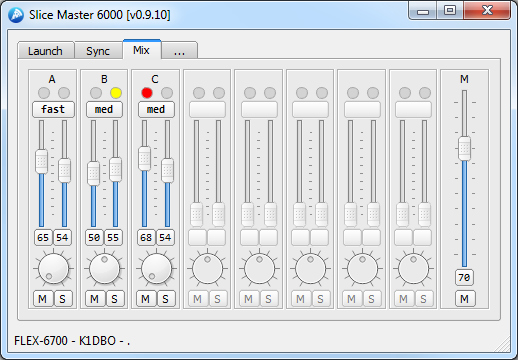 Slice Master 6000 [v0.9.10]
Launch Sync Mix ...
A B C M
fast med med
65 54 50 55 68 54
70
M S M S M S M S M S M S M S M S M
FLEX-6700 - K1DBO - .